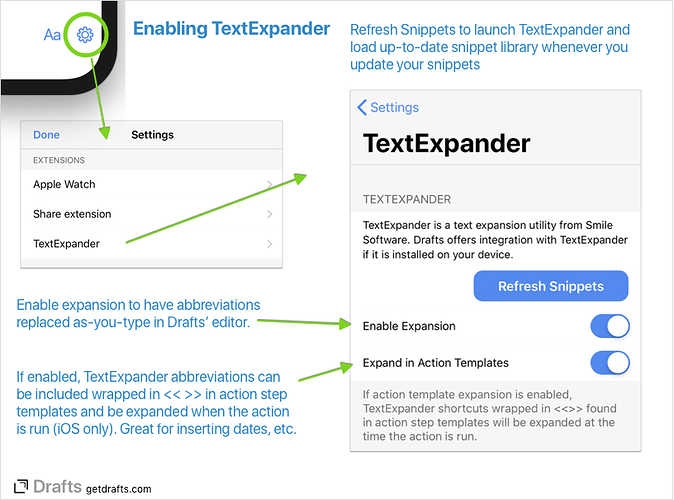 Aa
Enabling TextExpander
Refresh Snippets to launch TextExpander and
load up-to-date snippet library whenever you
update your snippets
Done
Settings
EXTENSIONS
Apple Watch
Share extension
TextExpander
Settings
TextExpander
TEXTEXPANDER
TextExpander is a text expansion utility from Smile
Software. Drafts offers integration with TextExpander
if it is installed on your device.
Refresh Snippets
Enable Expansion
Expand in Action Templates
If action template expansion is enabled,
TextExpander shortcuts wrapped in <<>> found
in action step templates will be expanded at the
time the action is run.
Enable expansion to have abbreviations
replaced as-you-type in Drafts’ editor.
If enabled, TextExpander abbreviations can
be included wrapped in << >> in action step
templates and be expanded when the action
is run (iOS only). Great for inserting dates, etc.
Drafts getdrafts.com